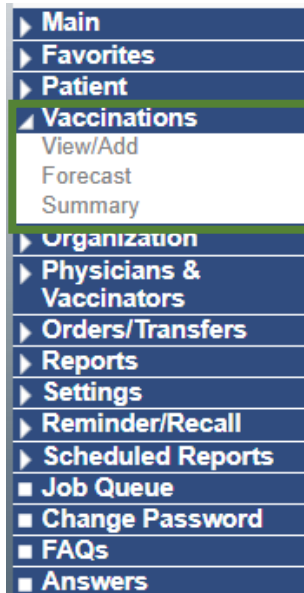 Main
Favorites
Patient
Vaccinations
View/Add
Forecast
Summary
Organization
Physicians &
Vaccinators
Orders/Transfers
Reports
Settings
Reminder/Recall
Scheduled Reports
Job Queue
Change Password
FAQs
Answers